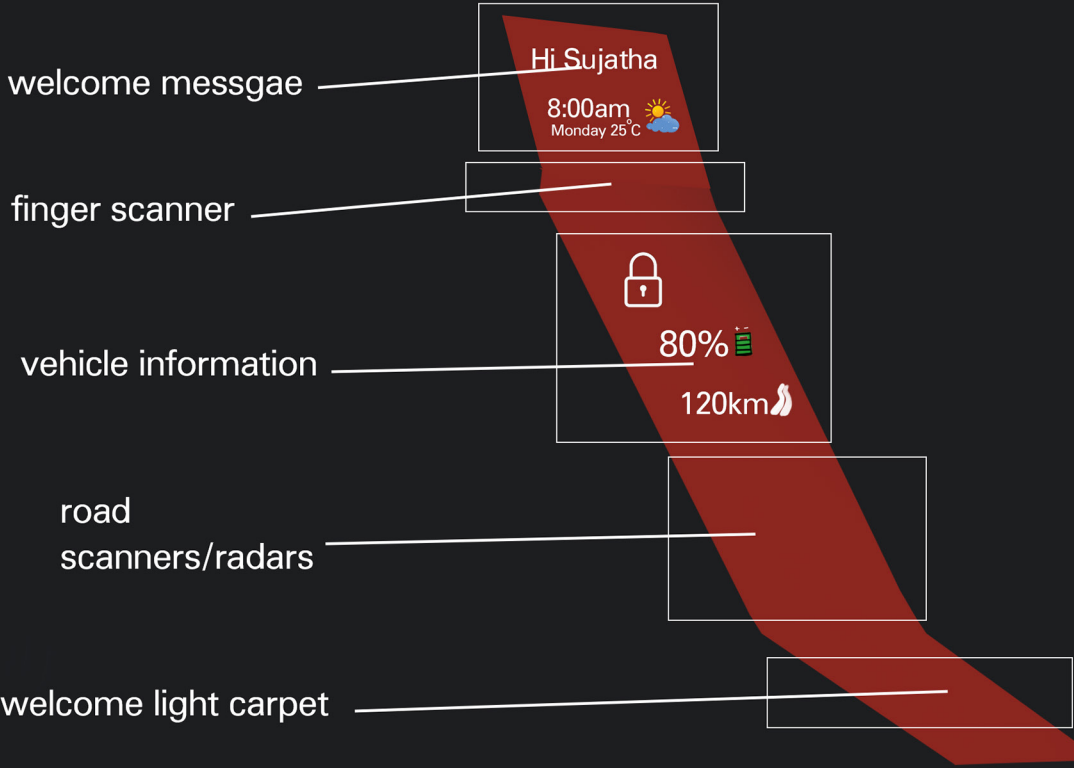 Hi Sujatha
welcome messgae
8:00am
Monday 25°C
finger scanner
80%
vehicle information
120km
road
scanners/radars
welcome light carpet